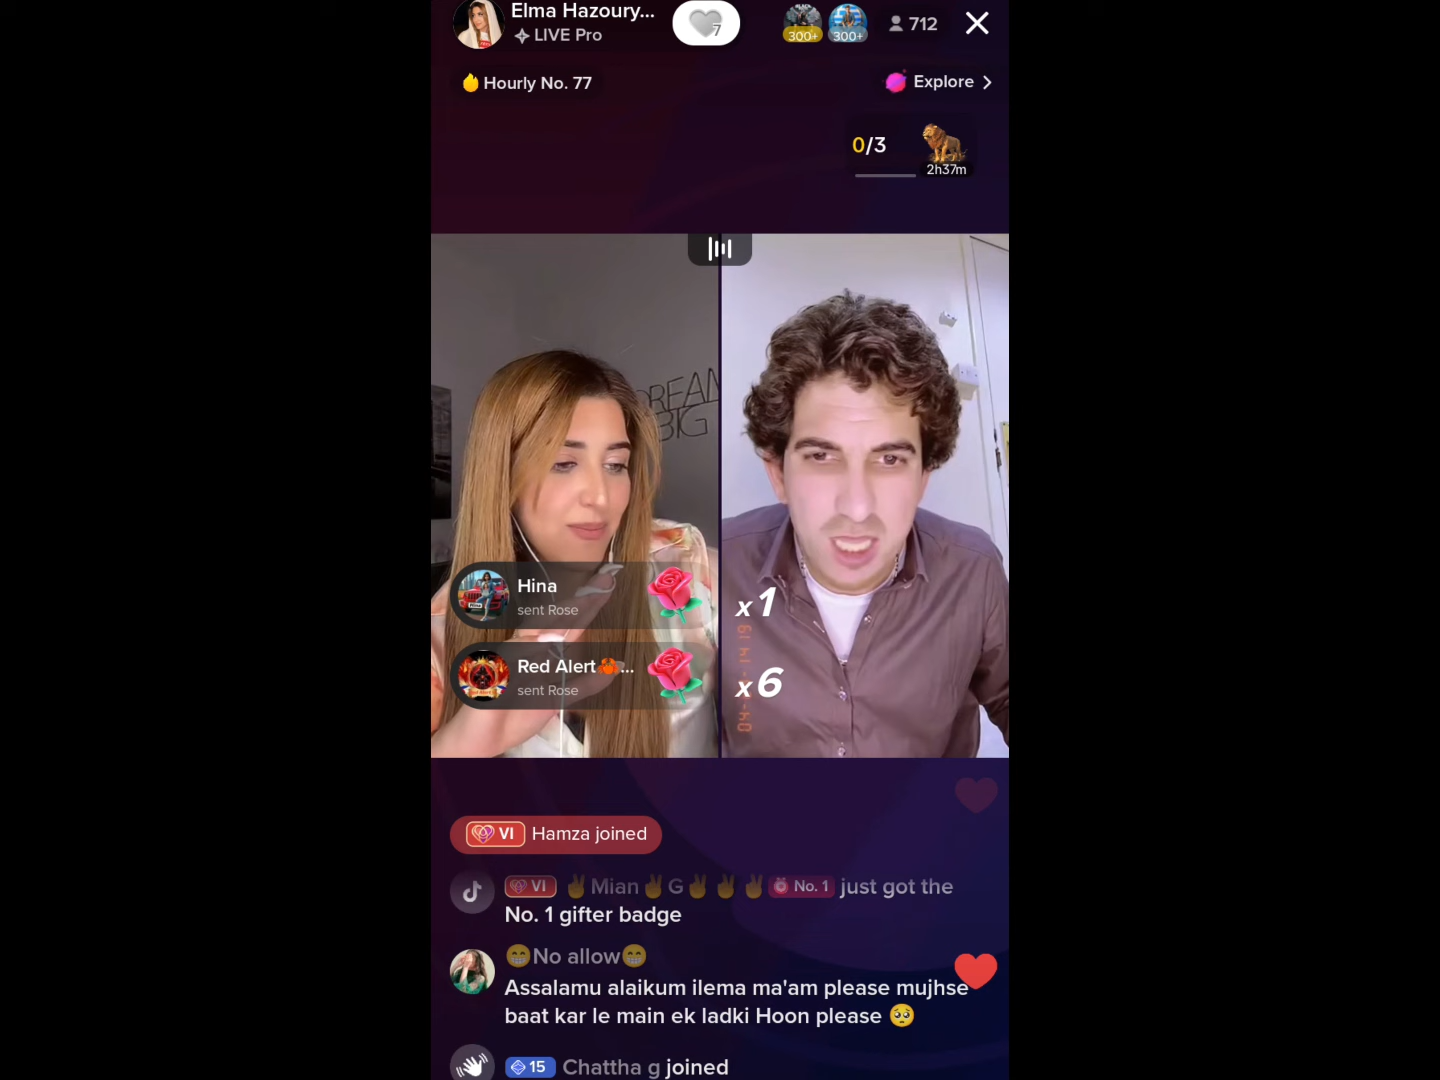 Elma Hazoury...
LIVE Pro
7
300+
300+
712
Hourly No. 77
Explore
0/3
2h37m
DREAM
BIG
Hina
sent Rose
x1
Red Alert🦀...
sent Rose
x6
VI Hamza joined
VI ✌Mian✌G✌✌✌ No. 1 just got the
No. 1 gifter badge
😁No allow😁
Assalamu alaikum ilema ma'am please mujhse
baat kar le main ek ladki Hoon please 🥺
15 Chattha g joined